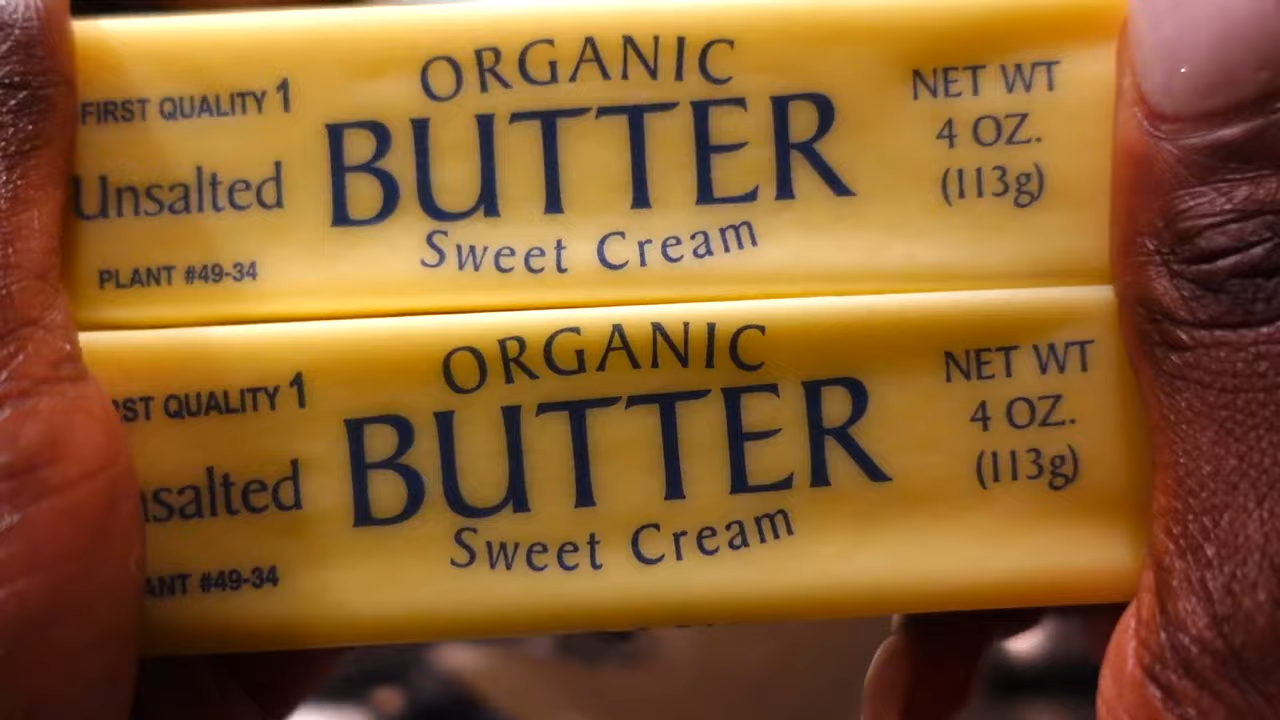 ORGANIC
FIRST QUALITY 1
BUTTER
NET WT
4 OZ.
(113g)
Unsalted
Sweet Cream
PLANT #49-34
ORGANIC
RST QUALITY 1
BUTTER
NET WT
4 OZ.
(113g)
nsalted
Sweet Cream
ANT #49-34